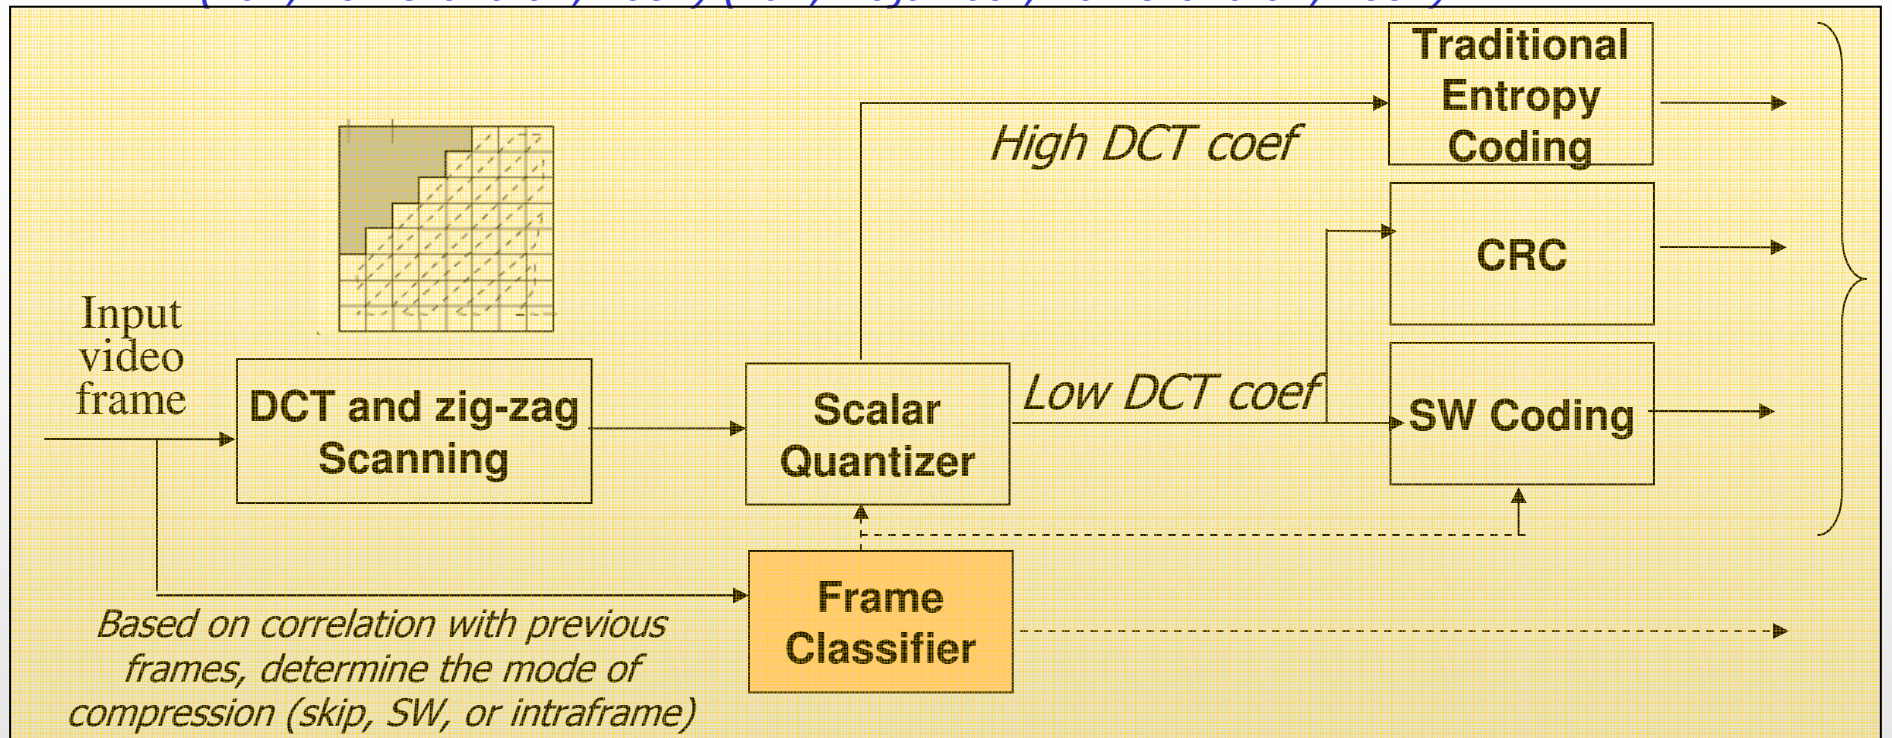 Traditional
Entropy
Coding
High DCT coef
CRC
Input
video
frame
DCT and zig-zag
Scanning
Scalar
Quantizer
Low DCT coef
SW Coding
Frame
Classifier
Based on correlation with previous
frames, determine the mode of
compression (skip, SW, or intraframe)